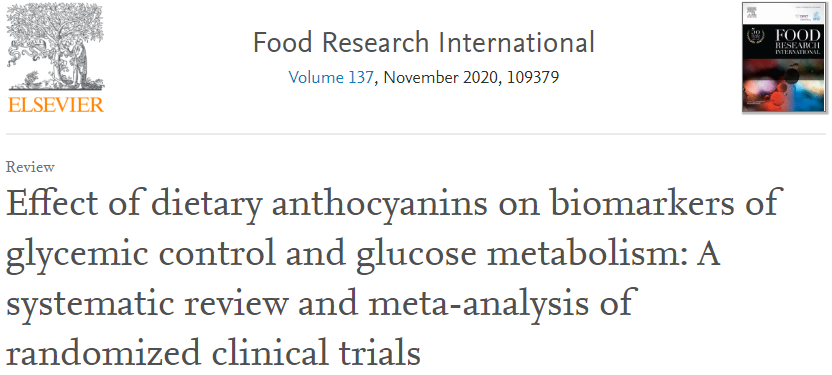 ELSEVIER
Food Research International
Volume 137, November 2020, 109379
FOOD
RESEARCH
INTERNATIONAL
Review
Effect of dietary anthocyanins on biomarkers of
glycemic control and glucose metabolism: A
systematic review and meta-analysis of
randomized clinical trials